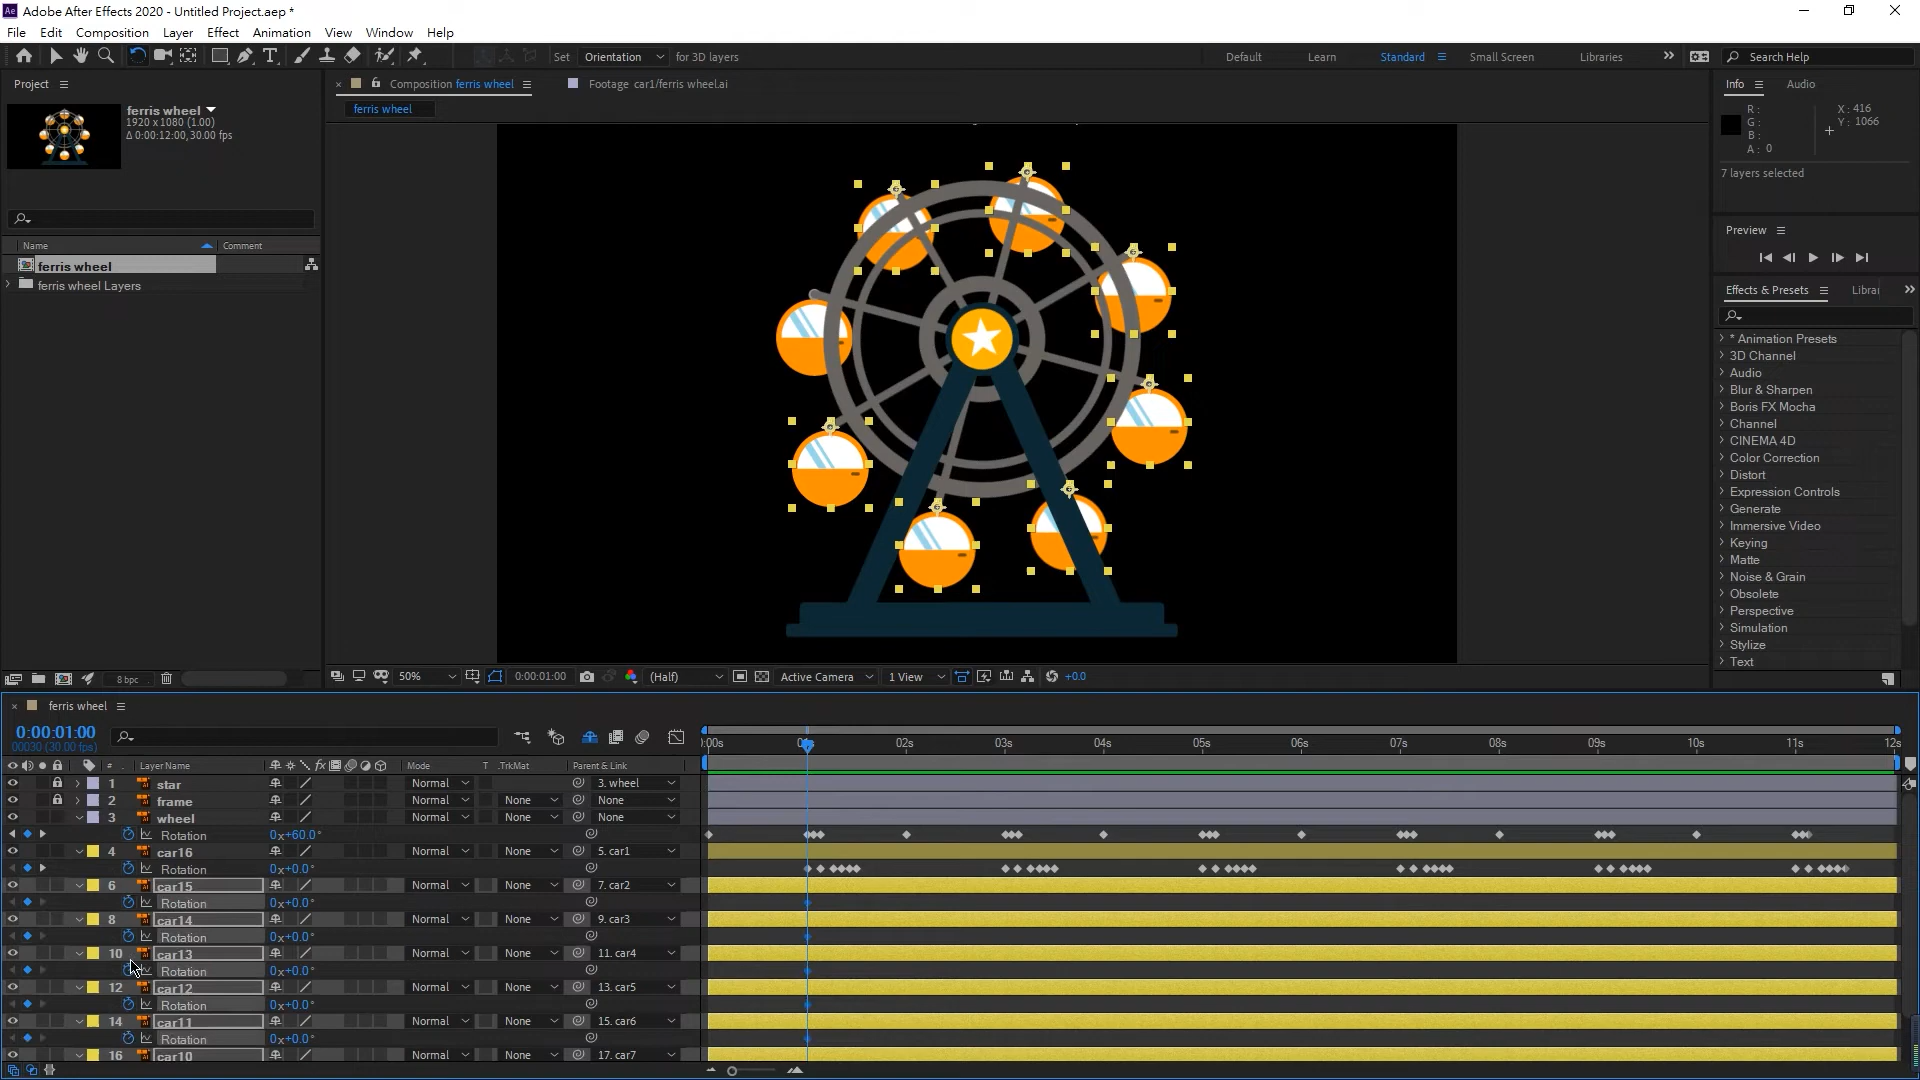 Adobe After Effects 2020 - Untitled Project.aep *
File Edit Composition Layer Effect Animation View Window Help
Set Orientation for 3D layers Default Learn Standard Small Screen Libraries Search Help
Project
ferris wheel
1920 x 1080 (1.00)
Δ 0:00:12:00, 30.00 fps
Name Comment
ferris wheel
ferris wheel Layers
8 bpc
Composition ferris wheel Footage car1/ferris wheel.ai
ferris wheel
50% 0:00:01:00 (Half) Active Camera 1 View +0.0
Info Audio
R : X : 416
G : Y : 1066
B :
A : 0
7 layers selected
Preview
Effects & Presets Librar
* Animation Presets
3D Channel
Audio
Blur & Sharpen
Boris FX Mocha
Channel
CINEMA 4D
Color Correction
Distort
Expression Controls
Generate
Immersive Video
Keying
Matte
Noise & Grain
Obsolete
Perspective
Simulation
Stylize
Text
ferris wheel
0:00:01:00
00030 (30.00 fps)
):00s 02s 03s 04s 05s 06s 07s 08s 09s 10s 11s 12s
# Layer Name Mode T .TrkMat Parent & Link
1 star Normal 3. wheel
2 frame Normal None None
3 wheel Normal None None
Rotation 0x+60.0°
4 car16 Normal None 5. car1
Rotation 0x+0.0°
6 car15 Normal None 7. car2
Rotation 0x+0.0°
8 car14 Normal None 9. car3
Rotation 0x+0.0°
10 car13 Normal None 11. car4
Rotation 0x+0.0°
12 car12 Normal None 13. car5
Rotation 0x+0.0°
14 car11 Normal None 15. car6
Rotation 0x+0.0°
16 car10 Normal None 17. car7